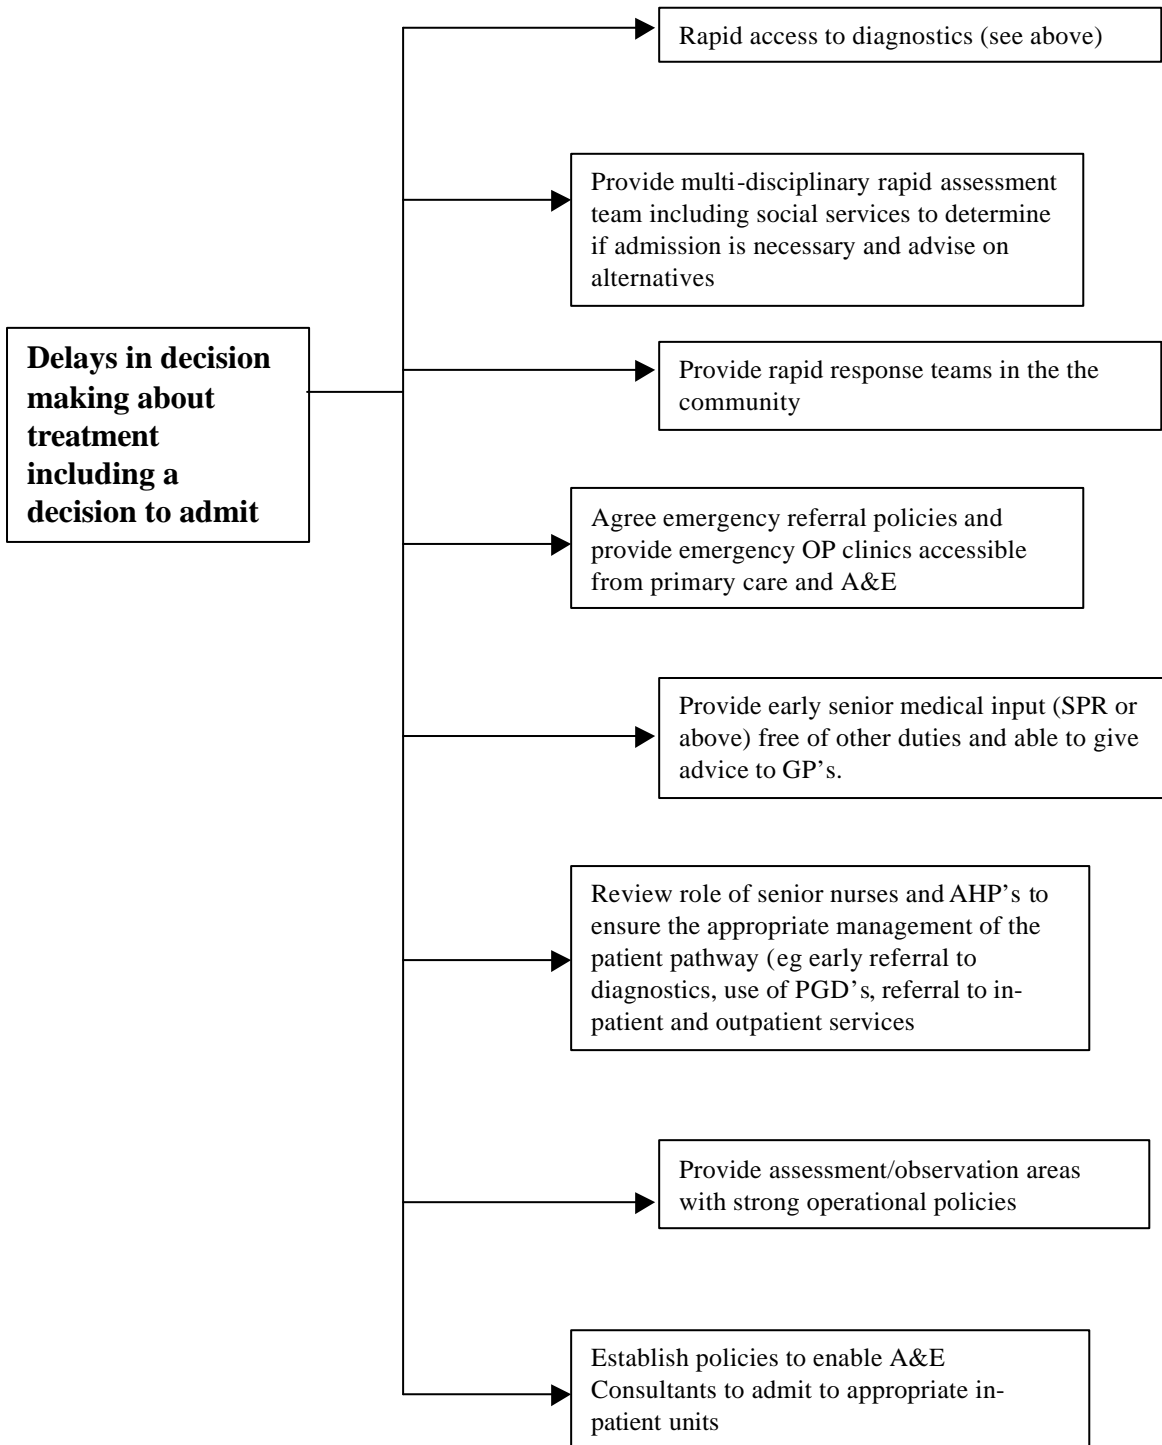 Rapid access to diagnostics (see above)
Provide multi-disciplinary rapid assessment
team including social services to determine
if admission is necessary and advise on
alternatives
Delays in decision
making about
treatment
including a
decision to admit
Provide rapid response teams in the the
community
Agree emergency referral policies and
provide emergency OP clinics accessible
from primary care and A&E
Provide early senior medical input (SPR or
above) free of other duties and able to give
advice to GP’s.
Review role of senior nurses and AHP’s to
ensure the appropriate management of the
patient pathway (eg early referral to
diagnostics, use of PGD’s, referral to in-
patient and outpatient services
Provide assessment/observation areas
with strong operational policies
Establish policies to enable A&E
Consultants to admit to appropriate in-
patient units